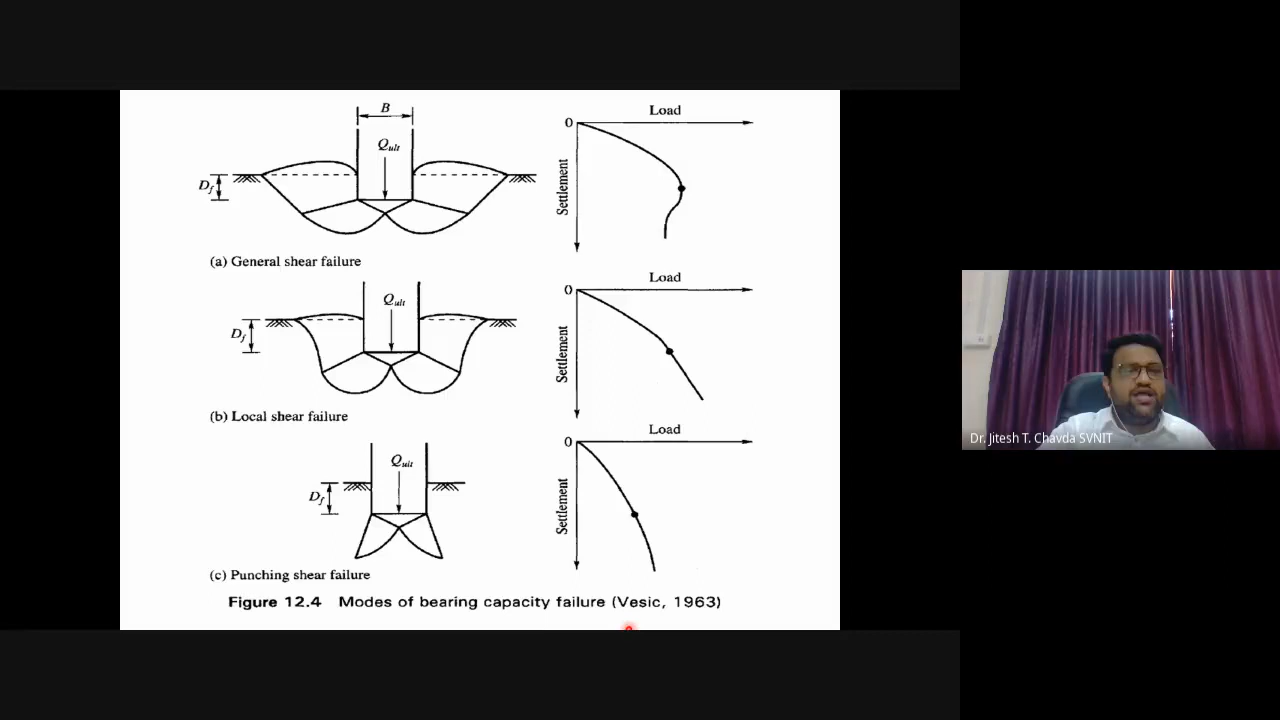 B
Load
0
Q_ult
Settlement
D_f
(a) General shear failure
Load
0
Q_ult
Settlement
D_f
(b) Local shear failure
Load
0
Q_ult
Settlement
D_f
(c) Punching shear failure
Figure 12.4 Modes of bearing capacity failure (Vesic, 1963)
Dr. Jitesh T. Chavda SVNIT